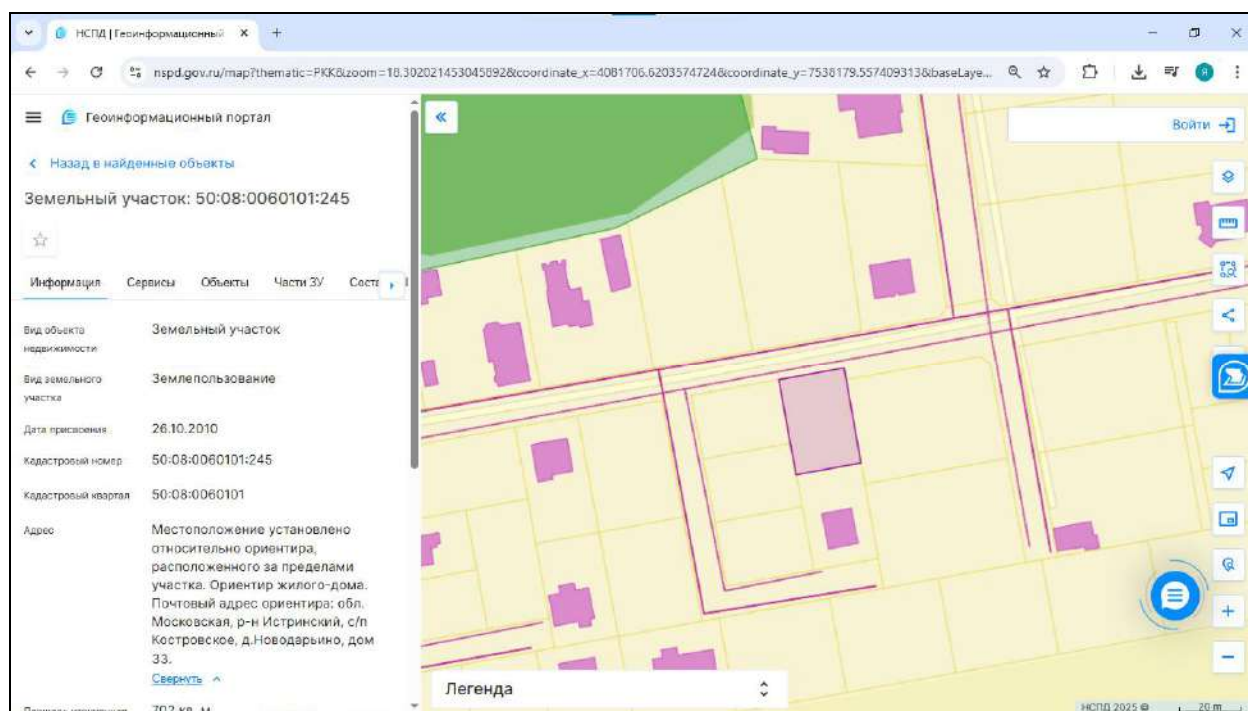 НСПД | Геоинформационный
nspd.gov.ru/map?thematic=PKK&zoom=18.302021453045892&coordinate_x=4081706.6203574724&coordinate_y=7538179.557409313&baseLaye...
Я
Геоинформационный портал
Войти
Назад в найденные объекты
Земельный участок: 50:08:0060101:245
Информация Сервисы Объекты Части ЗУ Соста
Вид объекта недвижимости Земельный участок
Вид земельного участка Землепользование
Дата присвоения 26.10.2010
Кадастровый номер 50:08:0060101:245
Кадастровый квартал 50:08:0060101
Адрес Местоположение установлено
относительно ориентира,
расположенного за пределами
участка. Ориентир жилого-дома.
Почтовый адрес ориентира: обл.
Московская, р-н Истринский, с/п
Костровское, д.Новодарьино, дом
33.
Свернуть
702 кв. м
Легенда
НСПД 2025 ©
20 m